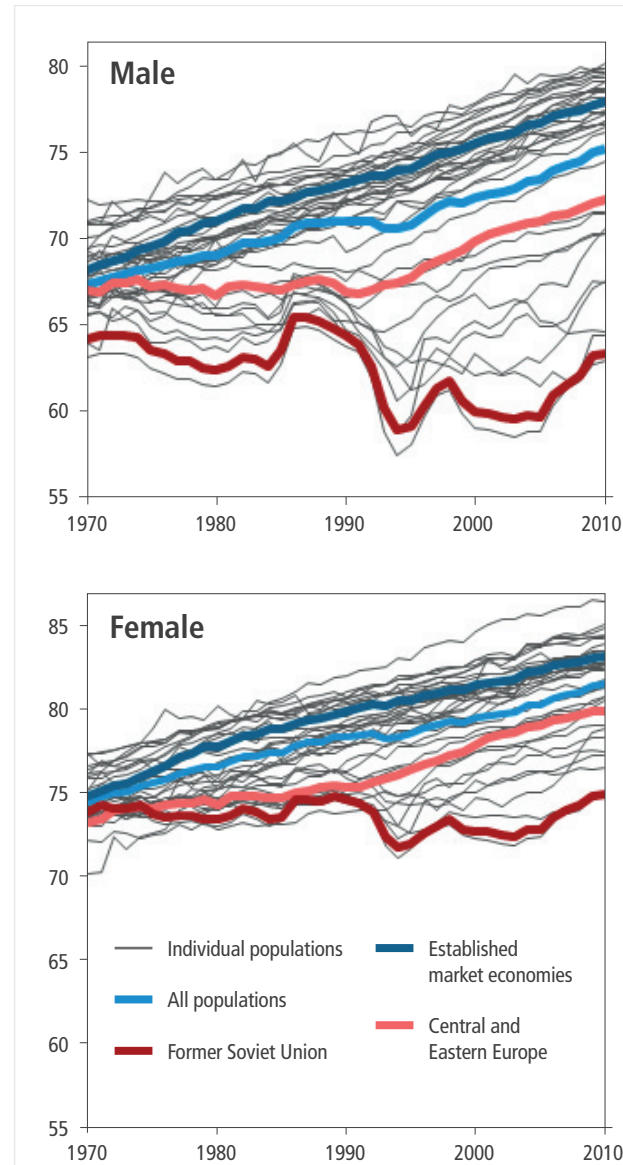 Male
80
75
70
65
60
55
1970 1980 1990 2000 2010
Female
85
80
75
70
65
60
55
Individual populations
All populations
Former Soviet Union
Established
market economies
Central and
Eastern Europe
1970 1980 1990 2000 2010